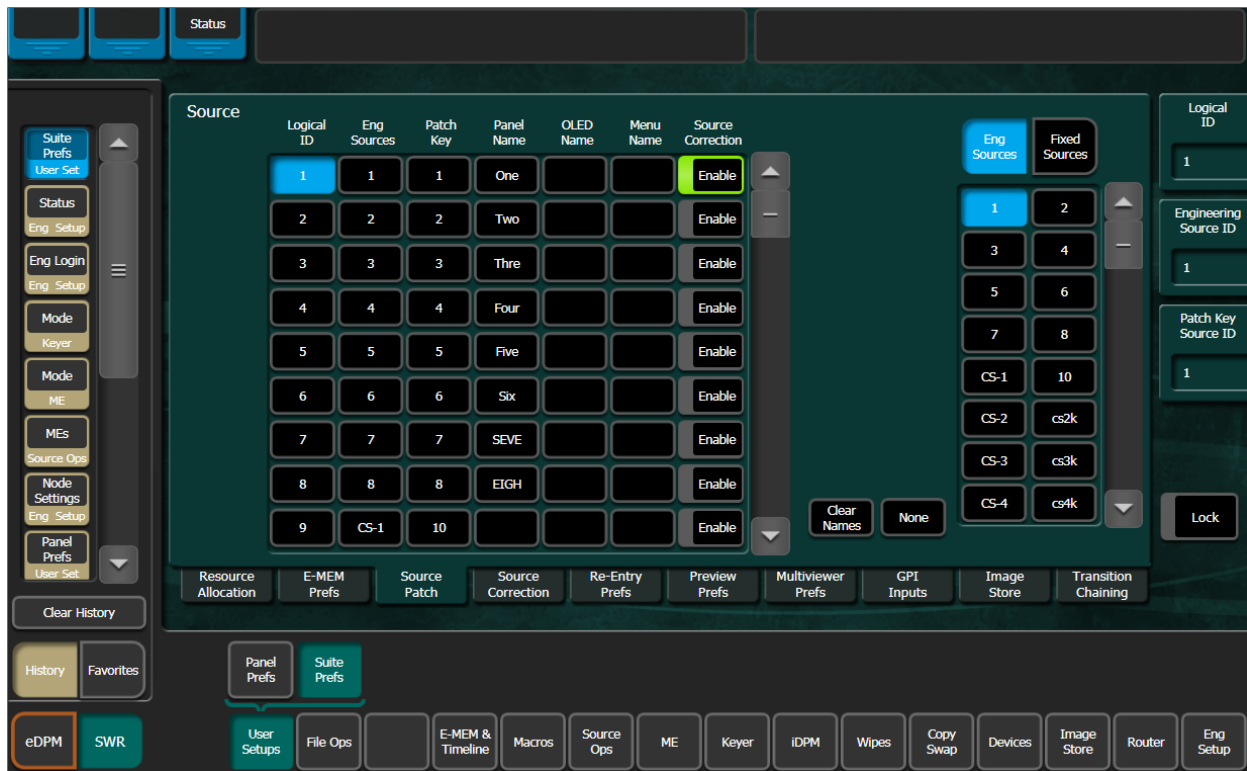 Status
Source
Logical ID
Eng Sources
Patch Key
Panel Name
OLED Name
Menu Name
Source Correction
1 1 1 One Enable
2 2 2 Two Enable
3 3 3 Thre Enable
4 4 4 Four Enable
5 5 5 Five Enable
6 6 6 Six Enable
7 7 7 SEVE Enable
8 8 8 EIGH Enable
9 CS-1 10 Enable
Clear Names
None
Eng Sources
Fixed Sources
1 2
3 4
5 6
7 8
CS-1 10
CS-2 cs2k
CS-3 cs3k
CS-4 cs4k
Logical ID
1
Engineering Source ID
1
Patch Key Source ID
1
Lock
Suite Prefs
User Set
Status
Eng Setup
Eng Login
Eng Setup
Mode
Keyer
Mode
ME
MEs
Source Ops
Node Settings
Eng Setup
Panel Prefs
User Set
Clear History
History
Favorites
Resource Allocation
E-MEM Prefs
Source Patch
Source Correction
Re-Entry Prefs
Preview Prefs
Multiviewer Prefs
GPI Inputs
Image Store
Transition Chaining
Panel Prefs
Suite Prefs
eDPM
SWR
User Setups
File Ops
E-MEM & Timeline
Macros
Source Ops
ME
Keyer
iDPM
Wipes
Copy Swap
Devices
Image Store
Router
Eng Setup